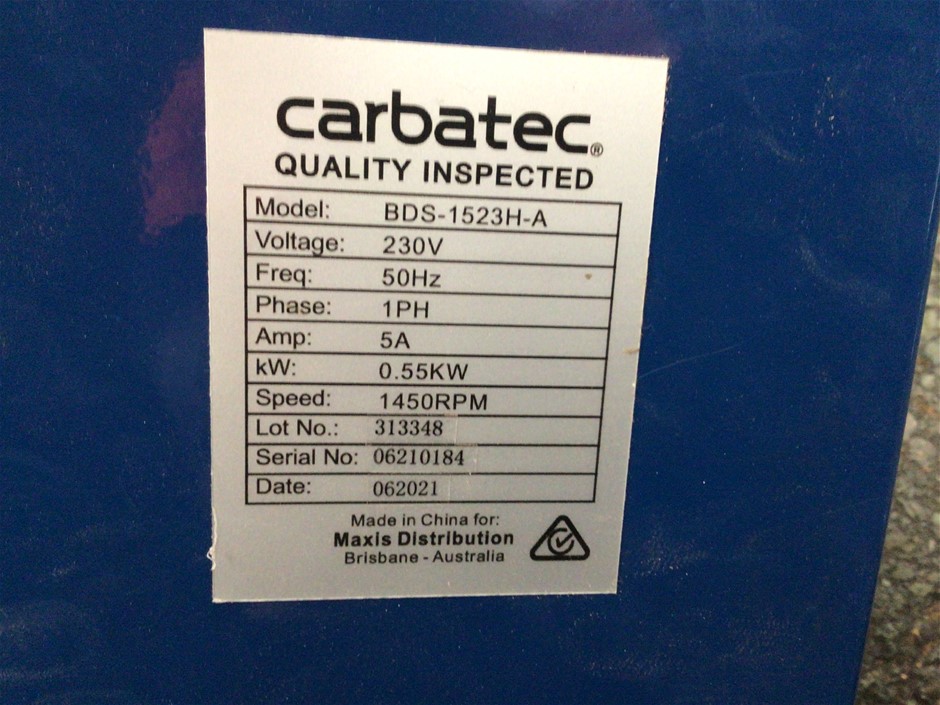 carbatec®
QUALITY INSPECTED
Model: BDS-1523H-A
Voltage: 230V
Freq: 50Hz
Phase: 1PH
Amp: 5A
kW: 0.55KW
Speed: 1450RPM
Lot No.: 313348
Serial No: 06210184
Date: 062021
Made in China for:
Maxis Distribution
Brisbane - Australia